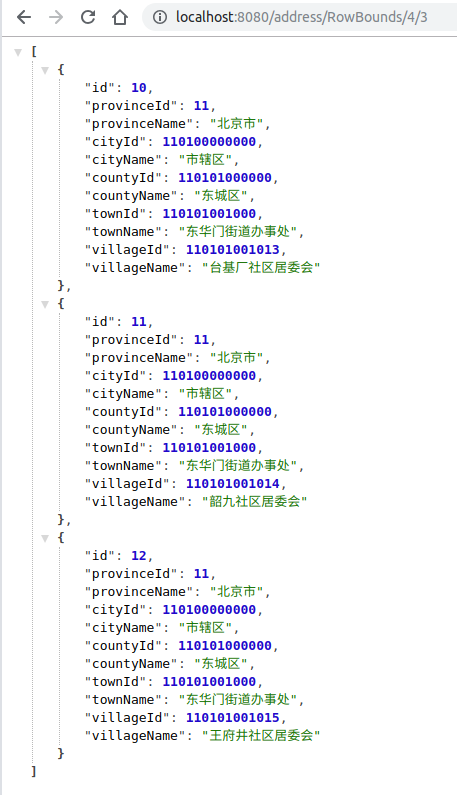 localhost:8080/address/RowBounds/4/3
[
{
"id": 10,
"provinceId": 11,
"provinceName": "北京市",
"cityId": 110100000000,
"cityName": "市辖区",
"countyId": 110101000000,
"countyName": "东城区",
"townId": 110101001000,
"townName": "东华门街道办事处",
"villageId": 110101001013,
"villageName": "台基厂社区居委会"
},
{
"id": 11,
"provinceId": 11,
"provinceName": "北京市",
"cityId": 110100000000,
"cityName": "市辖区",
"countyId": 110101000000,
"countyName": "东城区",
"townId": 110101001000,
"townName": "东华门街道办事处",
"villageId": 110101001014,
"villageName": "韶九社区居委会"
},
{
"id": 12,
"provinceId": 11,
"provinceName": "北京市",
"cityId": 110100000000,
"cityName": "市辖区",
"countyId": 110101000000,
"countyName": "东城区",
"townId": 110101001000,
"townName": "东华门街道办事处",
"villageId": 110101001015,
"villageName": "王府井社区居委会"
}
]